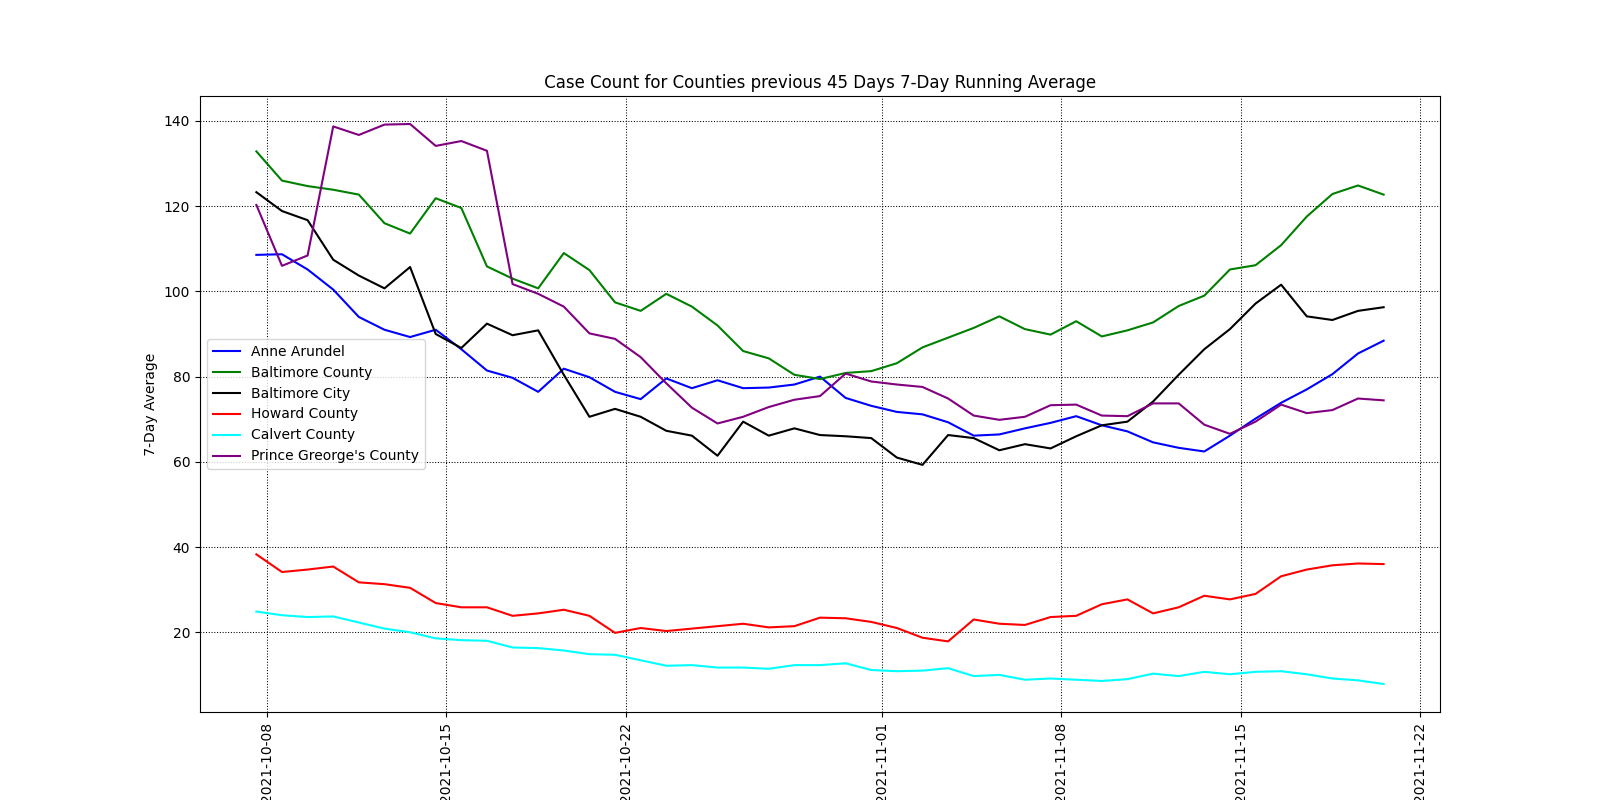 Case Count for Counties previous 45 Days 7-Day Running Average
140
120
100
80
60
40
20
7-Day Average
Anne Arundel
Baltimore County
Baltimore City
Howard County
Calvert County
Prince Greorge's County
2021-10-08
2021-10-15
2021-10-22
2021-11-01
2021-11-08
2021-11-15
2021-11-22